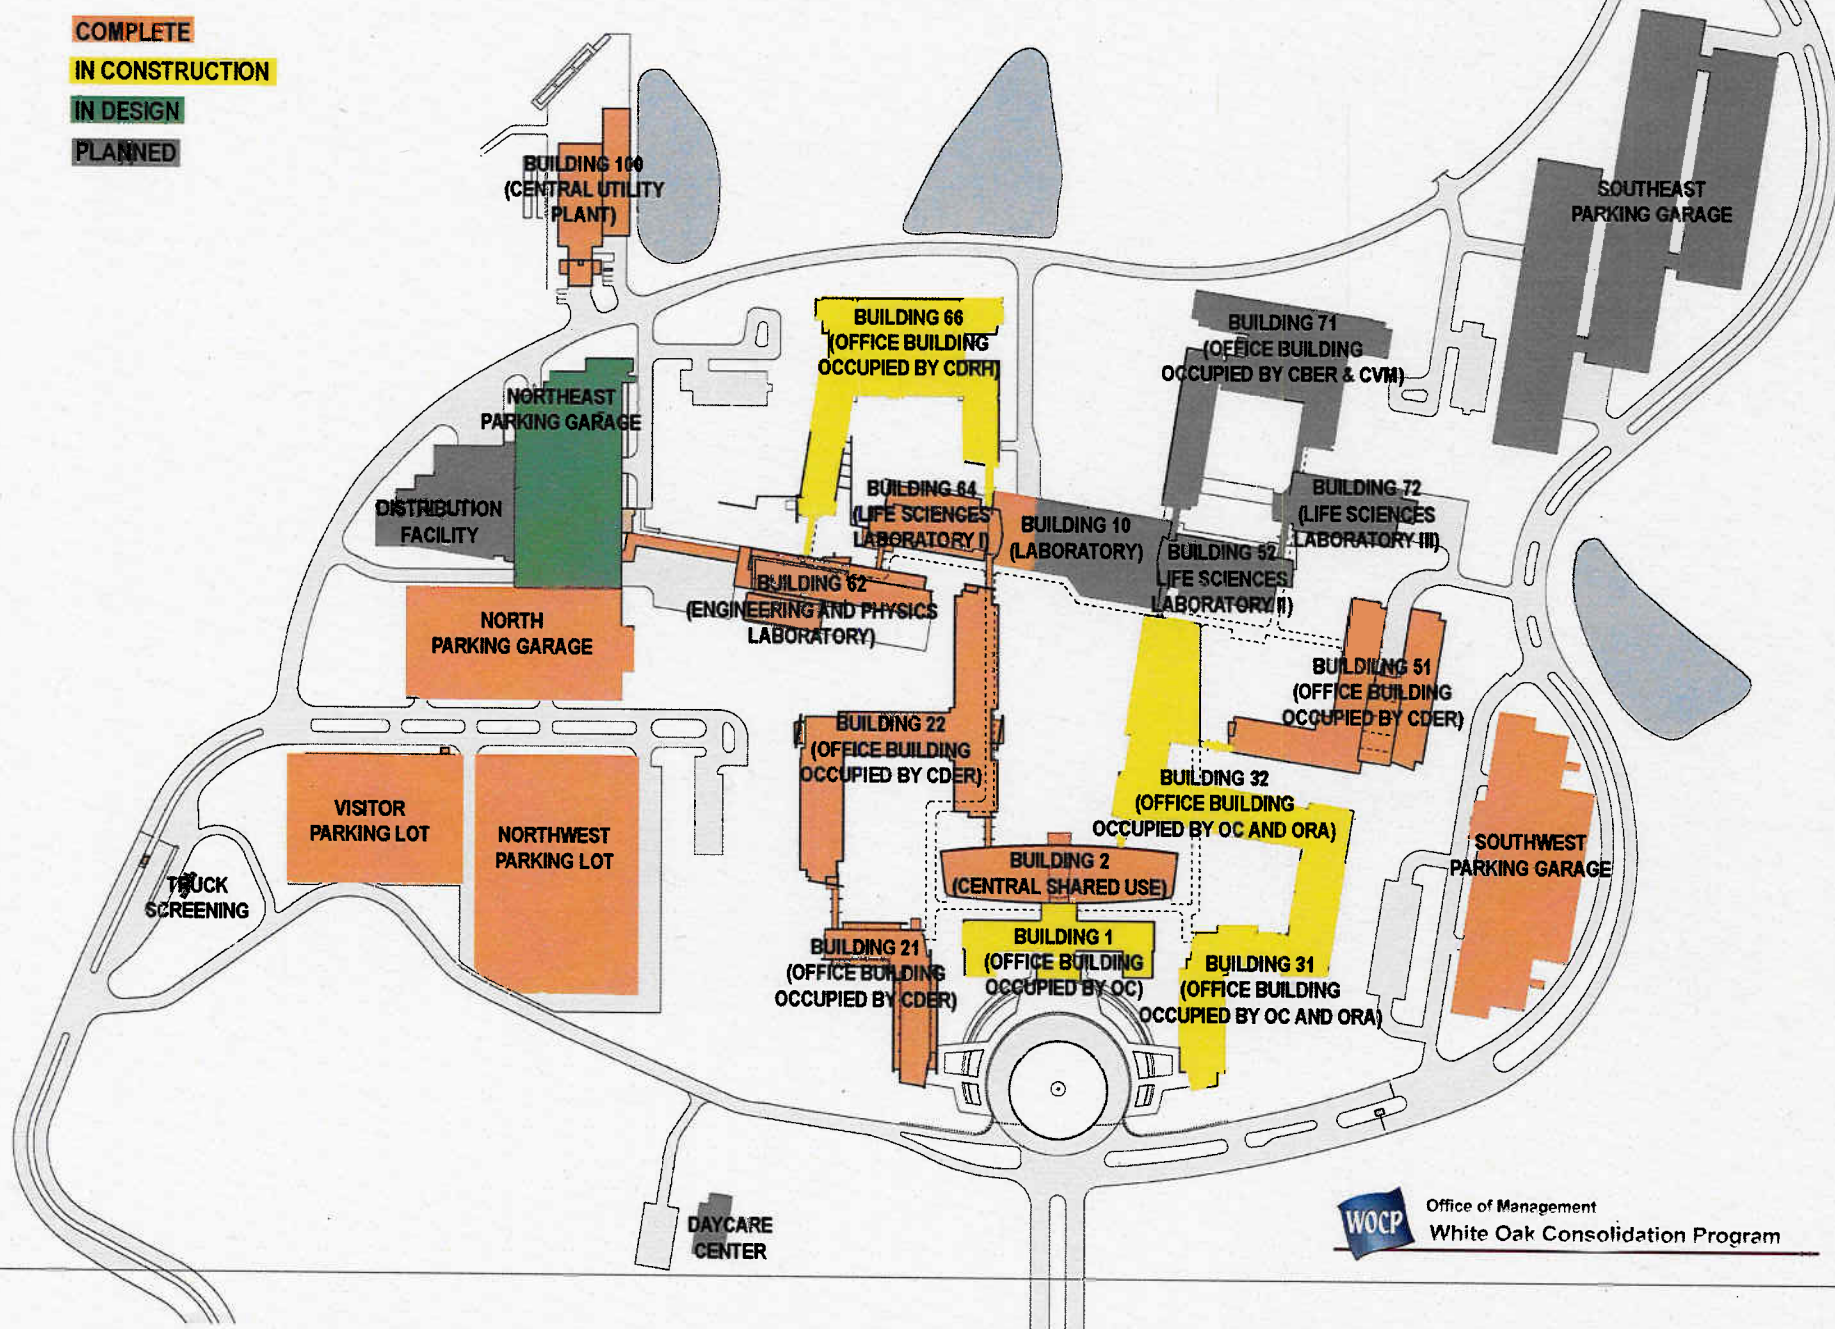 COMPLETE
IN CONSTRUCTION
IN DESIGN
PLANNED
BUILDING 100
(CENTRAL UTILITY
PLANT)
SOUTHEAST
PARKING GARAGE
BUILDING 66
(OFFICE BUILDING
OCCUPIED BY CDRH)
BUILDING 71
(OFFICE BUILDING
OCCUPIED BY CBER & CVM)
NORTHEAST
PARKING GARAGE
DISTRIBUTION
FACILITY
BUILDING 64
(LIFE SCIENCES
LABORATORY I)
BUILDING 10
(LABORATORY)
BUILDING 72
(LIFE SCIENCES
LABORATORY III)
BUILDING 52
LIFE SCIENCES
LABORATORY II)
BUILDING 62
(ENGINEERING AND PHYSICS
LABORATORY)
NORTH
PARKING GARAGE
BUILDILNG 51
(OFFICE BUILDING
OCCUPIED BY CDER)
BUILDING 22
(OFFICE BUILDING
OCCUPIED BY CDER)
BUILDING 32
(OFFICE BUILDING
OCCUPIED BY OC AND ORA)
VISITOR
PARKING LOT
NORTHWEST
PARKING LOT
SOUTHWEST
PARKING GARAGE
BUILDING 2
(CENTRAL SHARED USE)
TRUCK
SCREENING
BUILDING 1
(OFFICE BUILDING
OCCUPIED BY OC)
BUILDING 21
(OFFICE BUILDING
OCCUPIED BY CDER)
BUILDING 31
(OFFICE BUILDING
OCCUPIED BY OC AND ORA)
DAYCARE
CENTER
WOCP
Office of Management
White Oak Consolidation Program